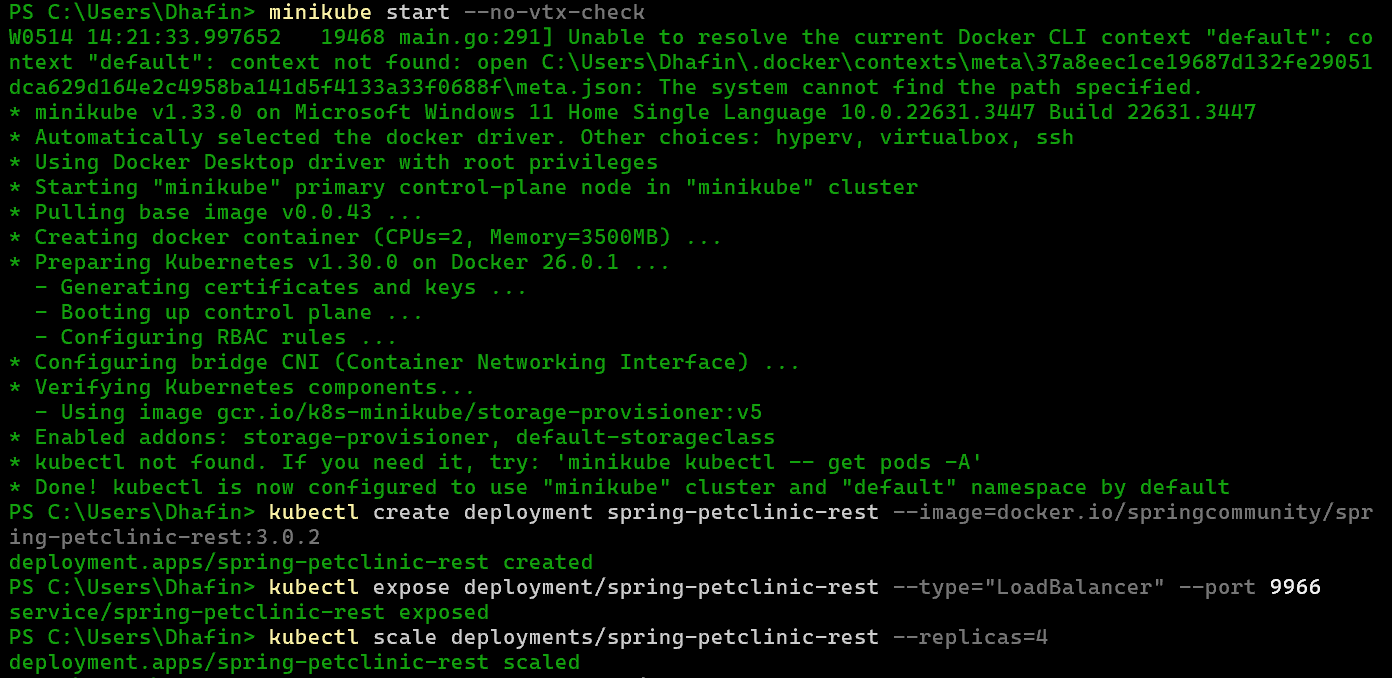 PS C:\Users\Dhafin> minikube start --no-vtx-check
W0514 14:21:33.997652   19468 main.go:291] Unable to resolve the current Docker CLI context "default": co
ntext "default": context not found: open C:\Users\Dhafin\.docker\contexts\meta\37a8eec1ce19687d132fe29051
dca629d164e2c4958ba141d5f4133a33f0688f\meta.json: The system cannot find the path specified.
* minikube v1.33.0 on Microsoft Windows 11 Home Single Language 10.0.22631.3447 Build 22631.3447
* Automatically selected the docker driver. Other choices: hyperv, virtualbox, ssh
* Using Docker Desktop driver with root privileges
* Starting "minikube" primary control-plane node in "minikube" cluster
* Pulling base image v0.0.43 ...
* Creating docker container (CPUs=2, Memory=3500MB) ...
* Preparing Kubernetes v1.30.0 on Docker 26.0.1 ...
  - Generating certificates and keys ...
  - Booting up control plane ...
  - Configuring RBAC rules ...
* Configuring bridge CNI (Container Networking Interface) ...
* Verifying Kubernetes components...
  - Using image gcr.io/k8s-minikube/storage-provisioner:v5
* Enabled addons: storage-provisioner, default-storageclass
* kubectl not found. If you need it, try: 'minikube kubectl -- get pods -A'
* Done! kubectl is now configured to use "minikube" cluster and "default" namespace by default
PS C:\Users\Dhafin> kubectl create deployment spring-petclinic-rest --image=docker.io/springcommunity/spr
ing-petclinic-rest:3.0.2
deployment.apps/spring-petclinic-rest created
PS C:\Users\Dhafin> kubectl expose deployment/spring-petclinic-rest --type="LoadBalancer" --port 9966
service/spring-petclinic-rest exposed
PS C:\Users\Dhafin> kubectl scale deployments/spring-petclinic-rest --replicas=4
deployment.apps/spring-petclinic-rest scaled